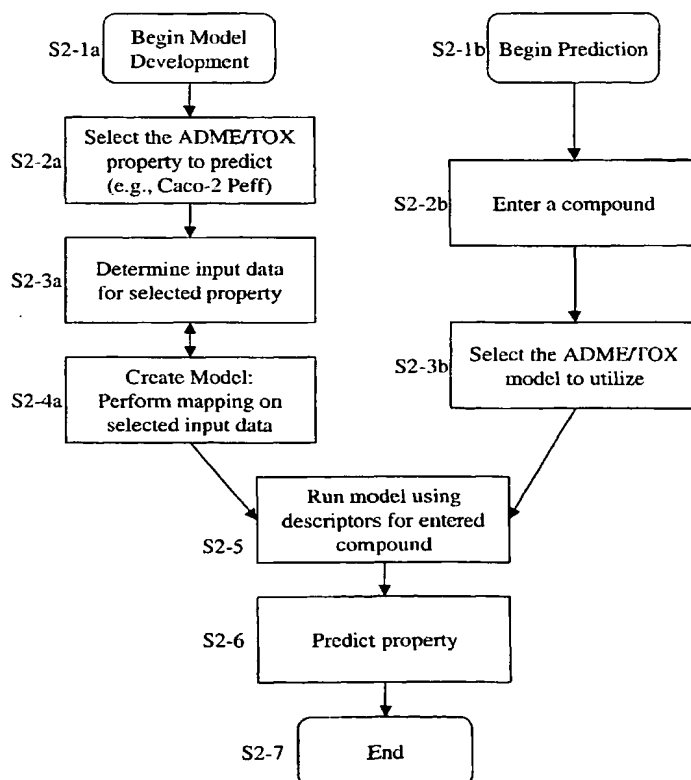 S2-1a
Begin Model
Development
S2-2a
Select the ADME/TOX
property to predict
(e.g., Caco-2 Peff)
S2-3a
Determine input data
for selected property
S2-4a
Create Model:
Perform mapping on
selected input data
S2-1b
Begin Prediction
S2-2b
Enter a compound
S2-3b
Select the ADME/TOX
model to utilize
S2-5
Run model using
descriptors for entered
compound
S2-6
Predict property
S2-7
End